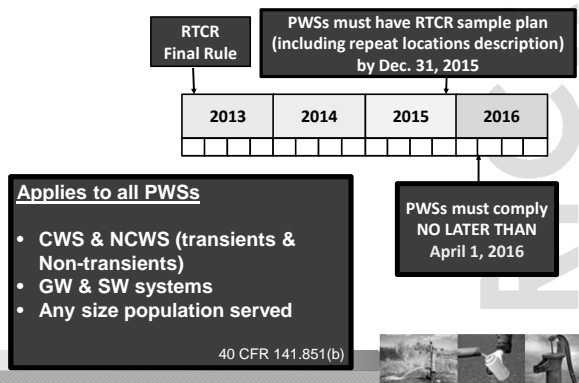 RTCR
Final Rule
PWSs must have RTCR sample plan
(including repeat locations description)
by Dec. 31, 2015
2013 2014 2015 2016
Applies to all PWSs
• CWS & NCWS (transients &
Non-transients)
• GW & SW systems
• Any size population served
40 CFR 141.851(b)
PWSs must comply
NO LATER THAN
April 1, 2016
RTC